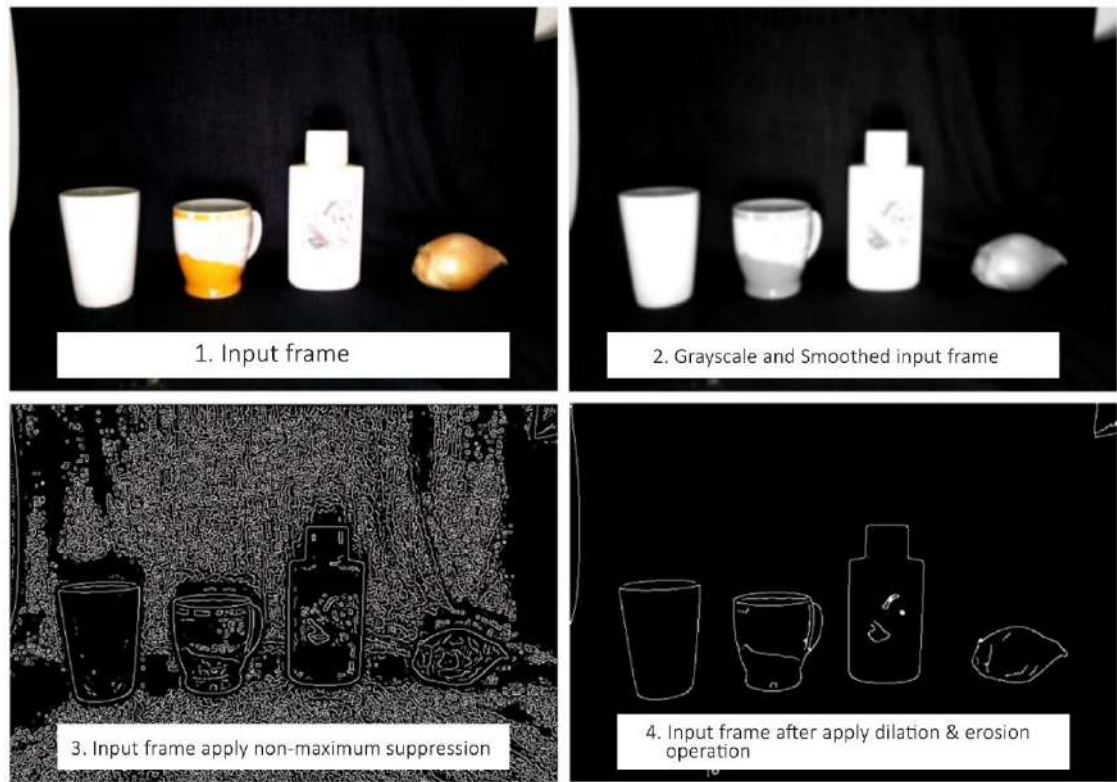 1. Input frame
2. Grayscale and Smoothed input frame
3. Input frame apply non-maximum suppression
4. Input frame after apply dilation & erosion
operation